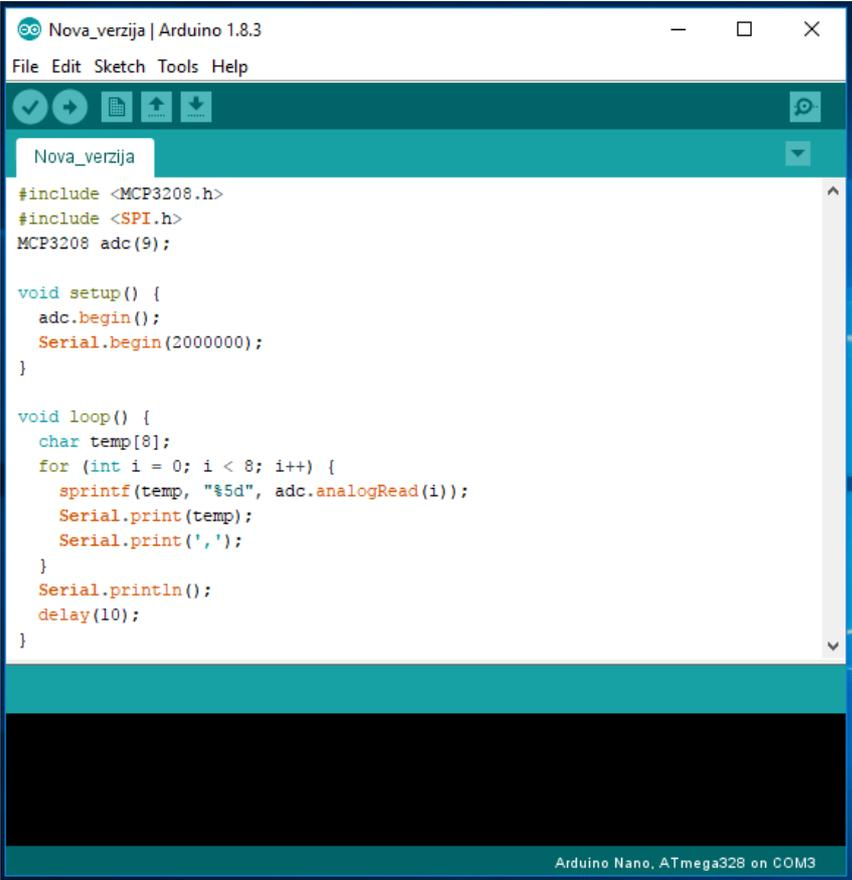 Nova_verzija | Arduino 1.8.3
File Edit Sketch Tools Help
Nova_verzija
#include <MCP3208.h>
#include <SPI.h>
MCP3208 adc(9);

void setup() {
  adc.begin();
  Serial.begin(2000000);
}

void loop() {
  char temp[8];
  for (int i = 0; i < 8; i++) {
    sprintf(temp, "%5d", adc.analogRead(i));
    Serial.print(temp);
    Serial.print(',');
  }
  Serial.println();
  delay(10);
}
Arduino Nano, ATmega328 on COM3